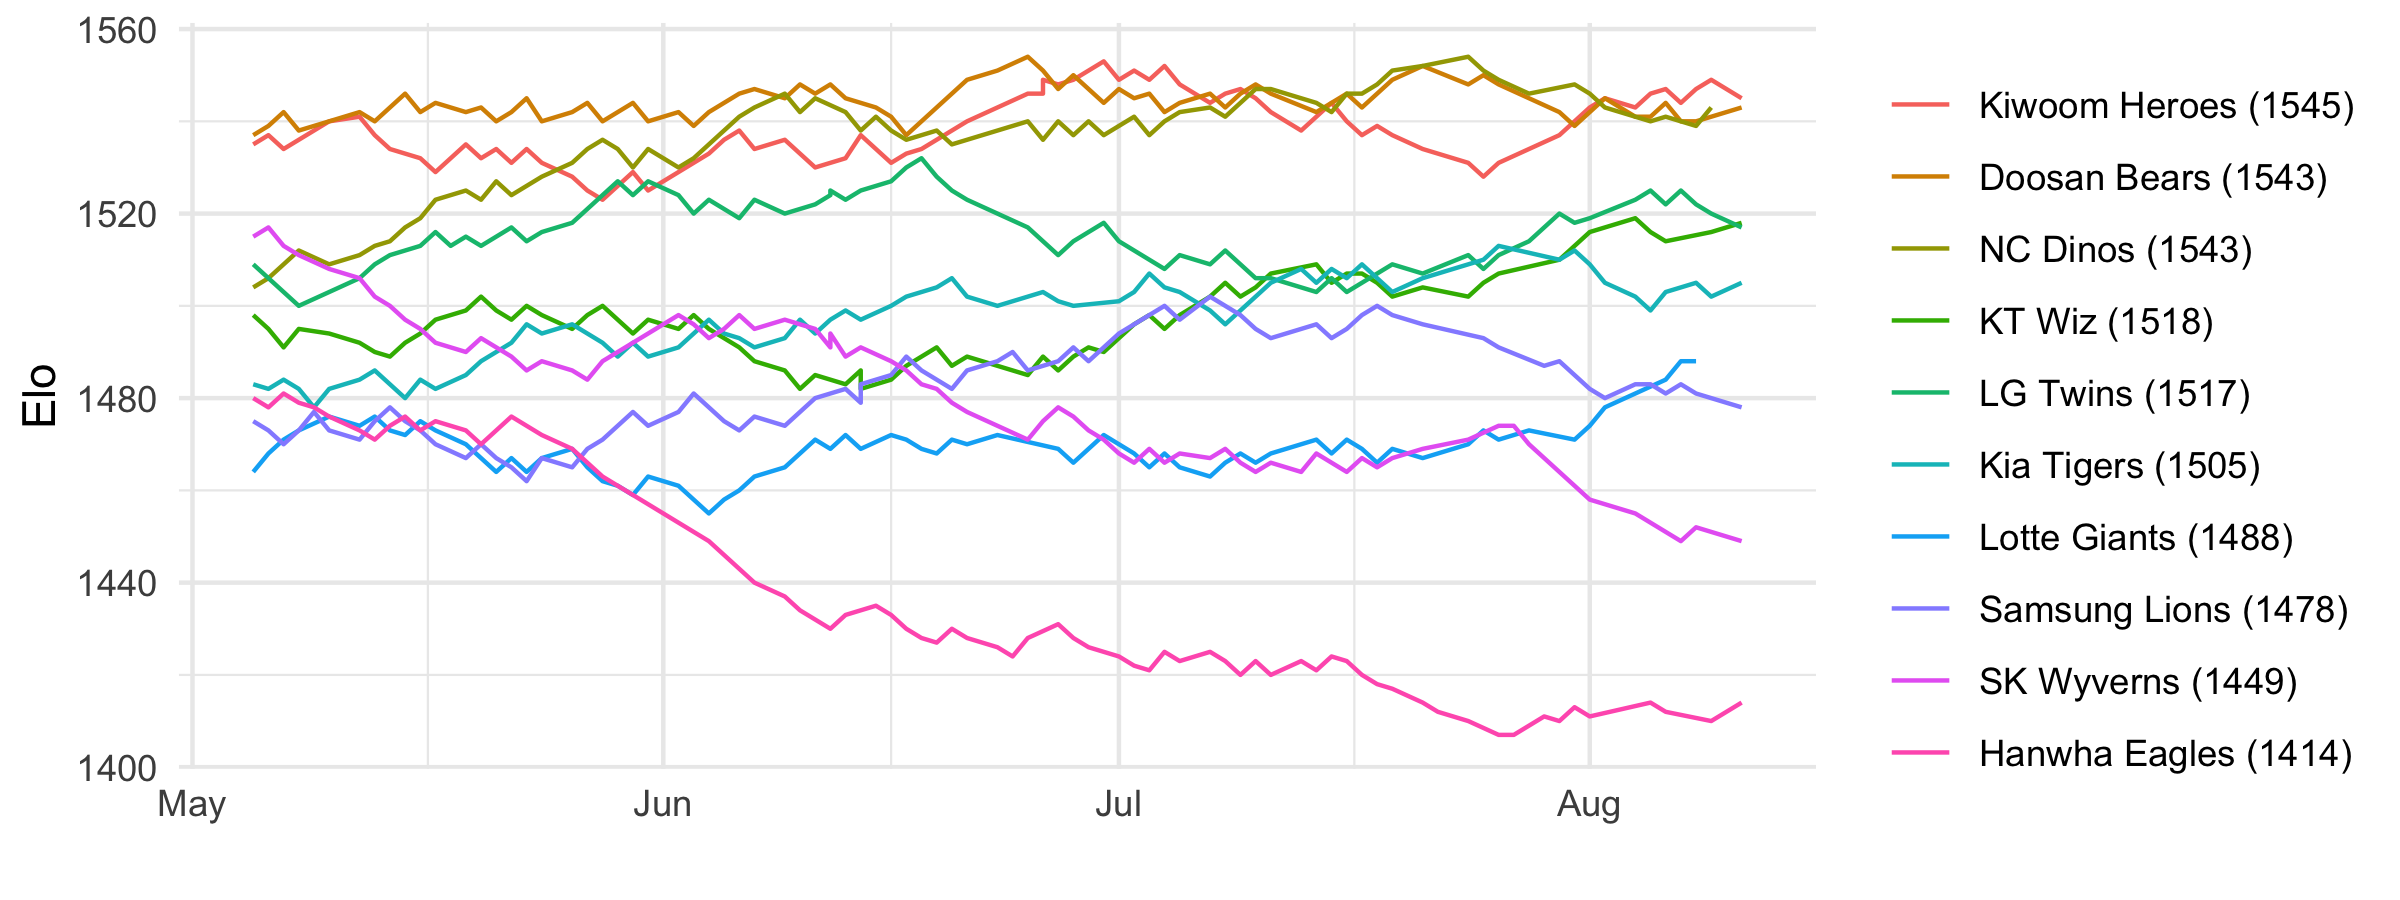 1560
1520
1480
1440
1400
Elo
May Jun Jul Aug
Kiwoom Heroes (1545)
Doosan Bears (1543)
NC Dinos (1543)
KT Wiz (1518)
LG Twins (1517)
Kia Tigers (1505)
Lotte Giants (1488)
Samsung Lions (1478)
SK Wyverns (1449)
Hanwha Eagles (1414)